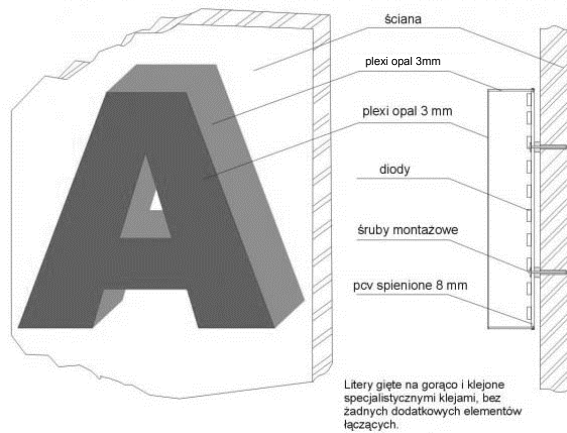 ściana
plexi opal 3mm
plexi opal 3 mm
diody
śruby montażowe
pcv spienione 8 mm
Litery gięte na gorąco i klejone
specjalistycznymi klejami, bez
żadnych dodatkowych elementów
łączących.
A